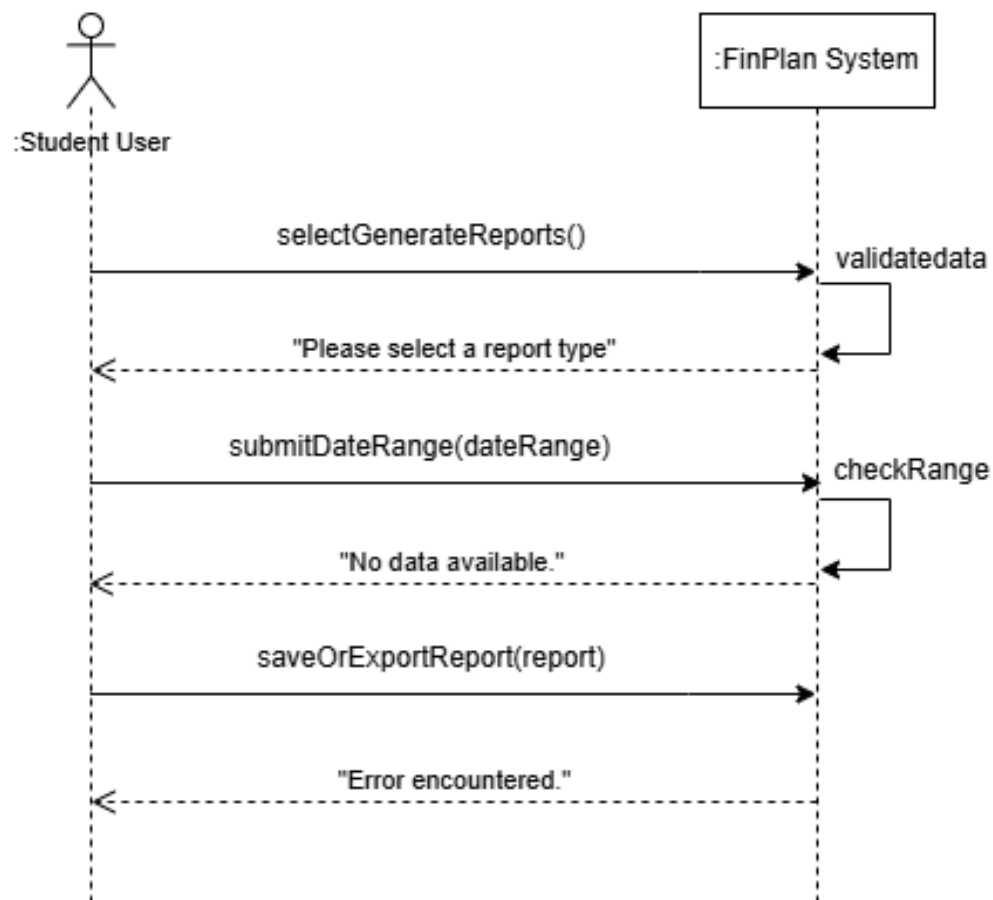 :FinPlan System
:Student User
selectGenerateReports()
validatedata
"Please select a report type"
submitDateRange(dateRange)
checkRange
"No data available."
saveOrExportReport(report)
"Error encountered."